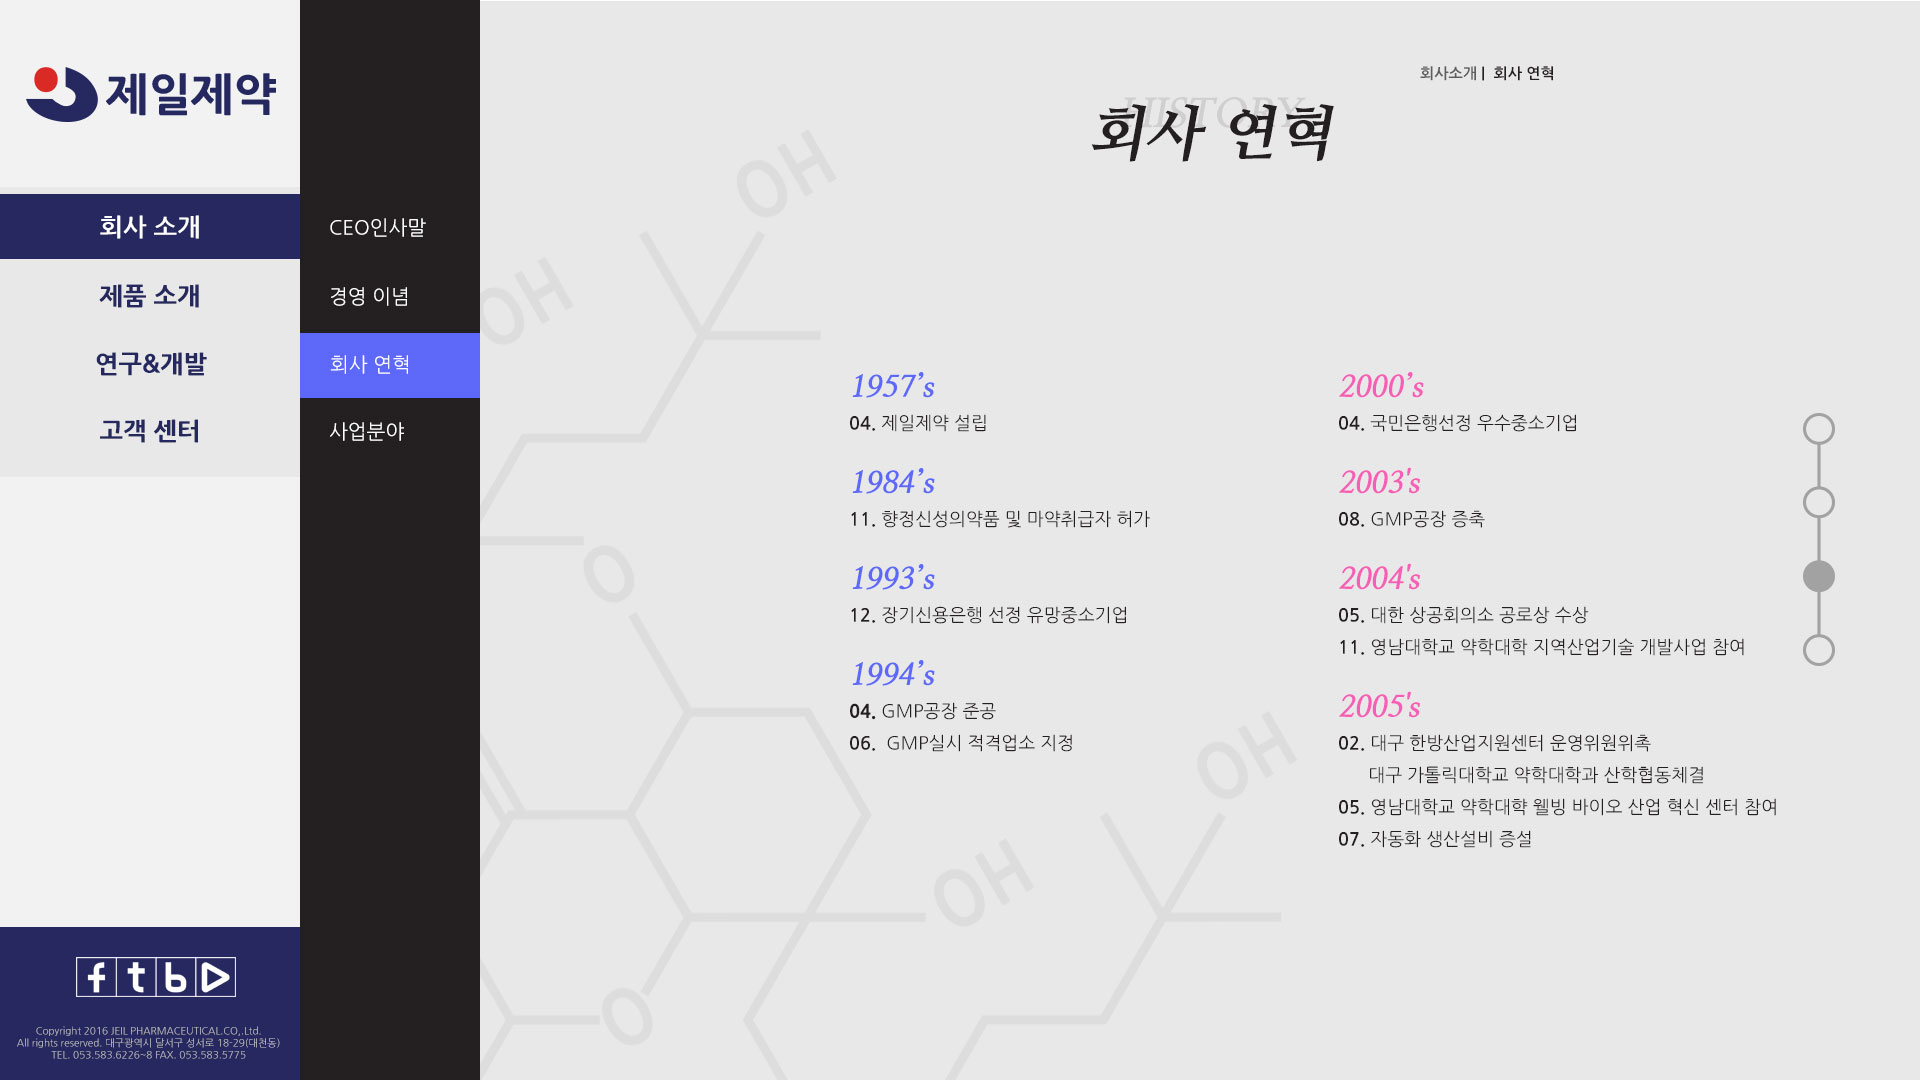 제일제약
회사 소개
제품 소개
연구&개발
고객 센터
f t b
Copyright 2016 JEIL PHARMACEUTICAL.CO,.Ltd.
All rights reserved. 대구광역시 달서구 성서로 18-29(대천동)
TEL. 053.583.6226~8 FAX. 053.583.5775
CEO인사말
경영 이념
회사 연혁
사업분야
회사소개 | 회사 연혁
HISTORY
회사 연혁
OH
OH
O
OH
OH
O
1957’s
04. 제일제약 설립
1984’s
11. 향정신성의약품 및 마약취급자 허가
1993’s
12. 장기신용은행 선정 유망중소기업
1994’s
04. GMP공장 준공
06. GMP실시 적격업소 지정
2000’s
04. 국민은행선정 우수중소기업
2003's
08. GMP공장 증축
2004's
05. 대한 상공회의소 공로상 수상
11. 영남대학교 약학대학 지역산업기술 개발사업 참여
2005's
02. 대구 한방산업지원센터 운영위원위촉
대구 가톨릭대학교 약학대학과 산학협동체결
05. 영남대학교 약학대햑 웰빙 바이오 산업 혁신 센터 참여
07. 자동화 생산설비 증설